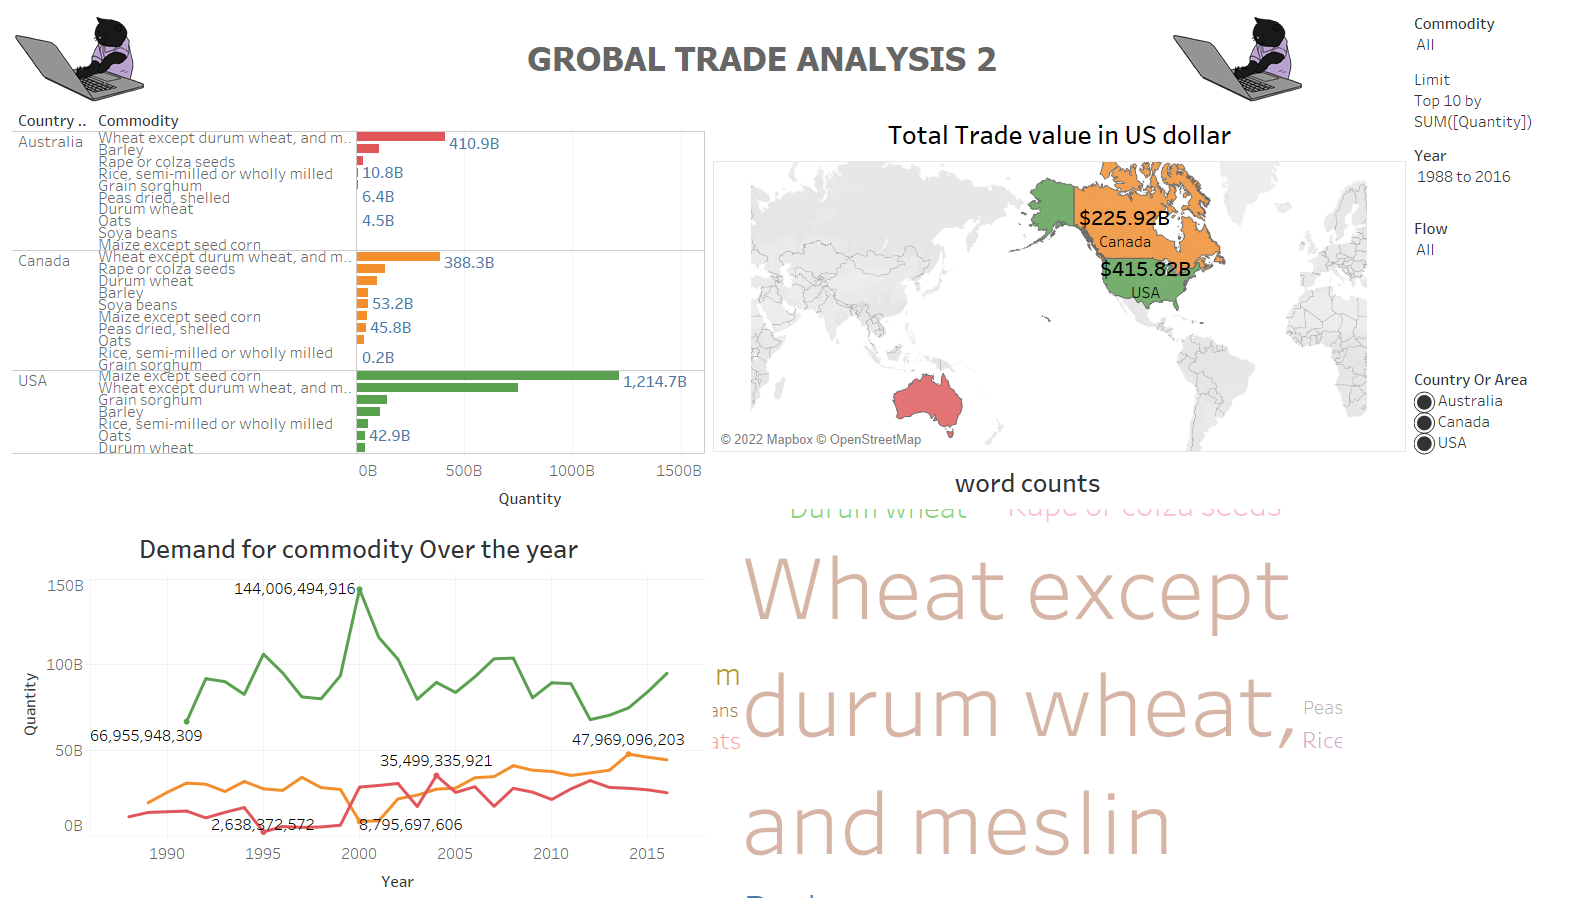 GROBAL TRADE ANALYSIS 2
Country .. Commodity
Australia
Wheat except durum wheat, and m.. 410.9B
Barley
Rape or colza seeds
Rice, semi-milled or wholly milled 10.8B
Grain sorghum
Peas dried, shelled 6.4B
Durum wheat
Oats 4.5B
Soya beans
Maize except seed corn
Canada
Wheat except durum wheat, and m.. 388.3B
Rape or colza seeds
Durum wheat
Barley
Soya beans 53.2B
Maize except seed corn
Peas dried, shelled 45.8B
Oats
Rice, semi-milled or wholly milled 0.2B
Grain sorghum
USA
Maize except seed corn 1,214.7B
Wheat except durum wheat, and m..
Grain sorghum
Barley
Rice, semi-milled or wholly milled
Oats 42.9B
Durum wheat
0B 500B 1000B 1500B
Quantity
Total Trade value in US dollar
$225.92B
Canada
$415.82B
USA
© 2022 Mapbox © OpenStreetMap
Commodity
All
Limit
Top 10 by
SUM([Quantity])
Year
1988 to 2016
Flow
All
Country Or Area
Australia
Canada
USA
Demand for commodity Over the year
Quantity
150B
100B
50B
0B
144,006,494,916
66,955,948,309
47,969,096,203
35,499,335,921
2,638,372,572
8,795,697,606
1990 1995 2000 2005 2010 2015
Year
word counts
Durum wheat Rape or colza seeds
Wheat except
durum wheat,
and meslin
m
ans
ats
Peas
Rice